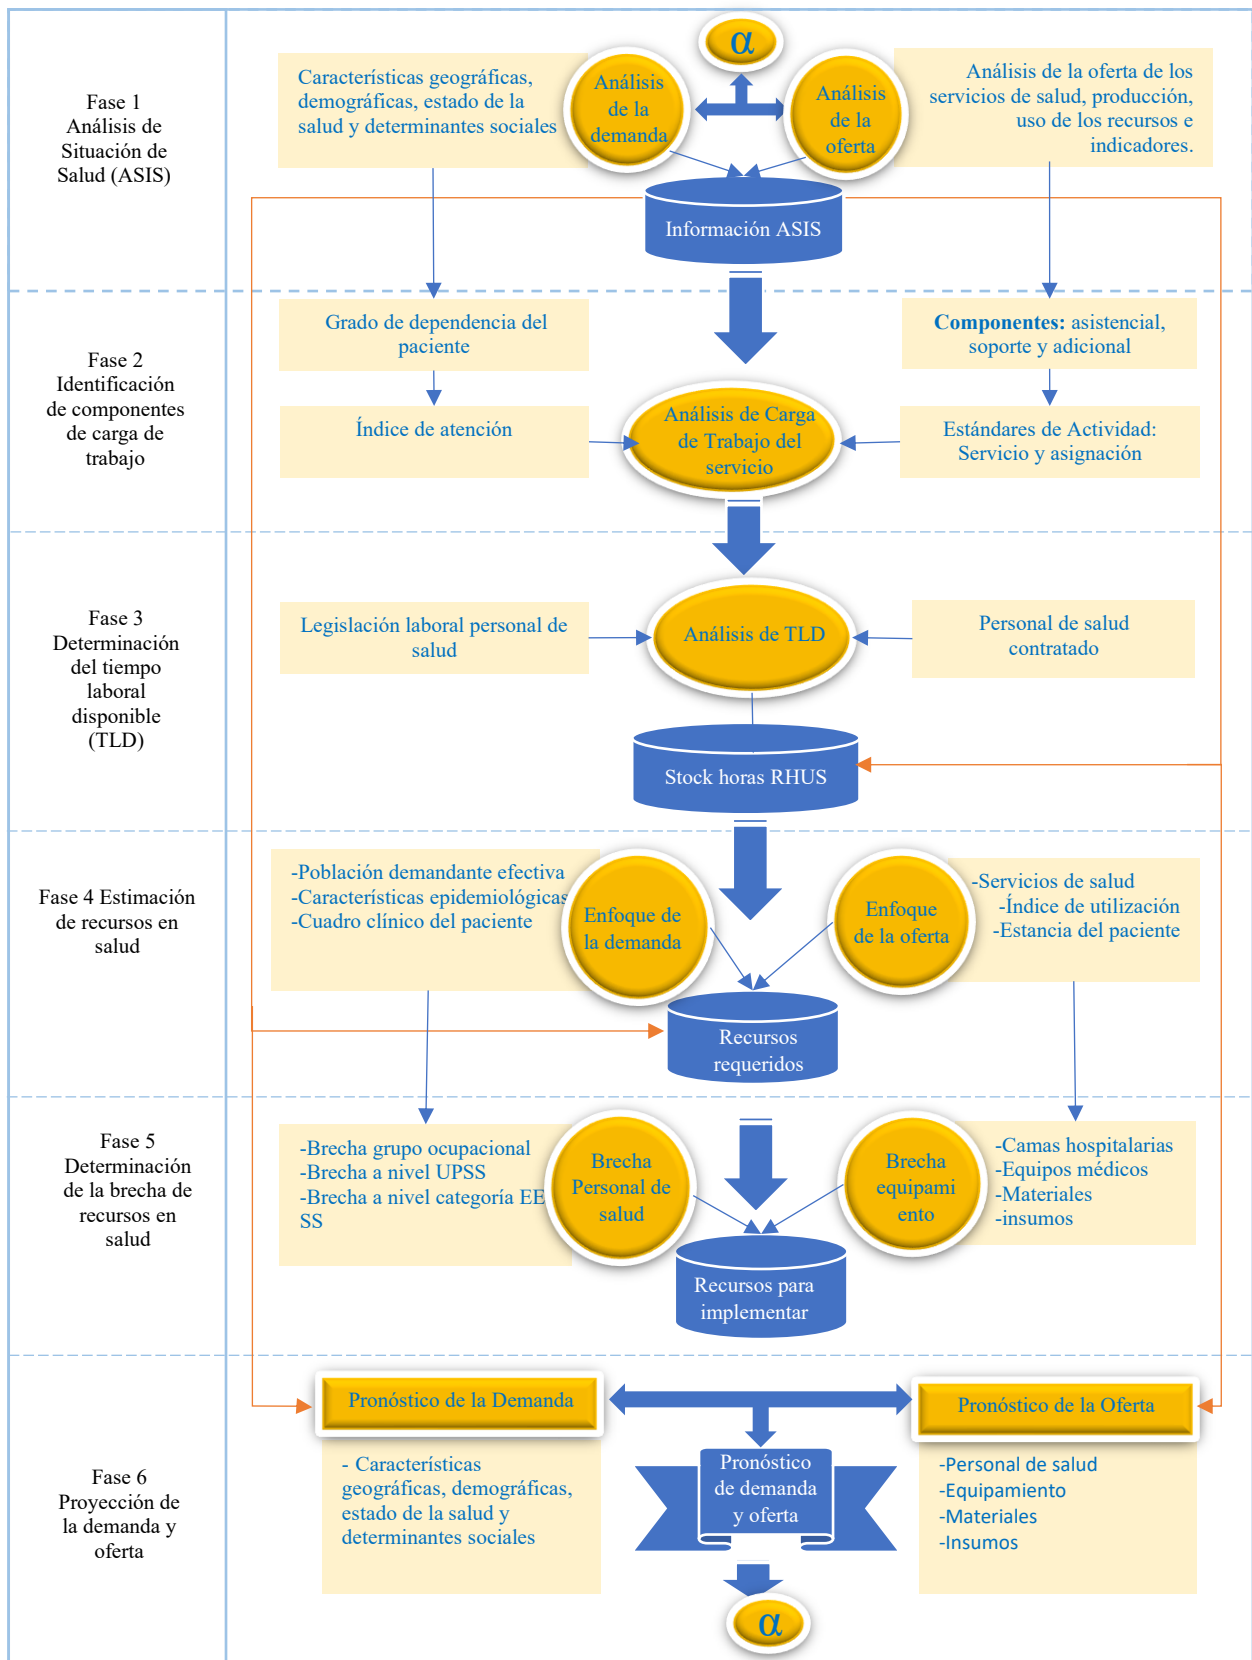 Fase 1
Análisis de
Situación de
Salud (ASIS)
Características geográficas,
demográficas, estado de la
salud y determinantes sociales
Análisis
de la
demanda
α
Análisis
de la
oferta
Análisis de la oferta de los
servicios de salud, producción,
uso de los recursos e
indicadores.
Información ASIS
Fase 2
Identificación
de componentes
de carga de
trabajo
Grado de dependencia del
paciente
Componentes: asistencial,
soporte y adicional
Índice de atención
Análisis de Carga
de Trabajo del
servicio
Estándares de Actividad:
Servicio y asignación
Fase 3
Determinación
del tiempo
laboral
disponible
(TLD)
Legislación laboral personal de
salud
Análisis de TLD
Personal de salud
contratado
Stock horas RHUS
Fase 4 Estimación
de recursos en
salud
-Población demandante efectiva
-Características epidemiológicas
-Cuadro clínico del paciente
Enfoque de
la demanda
Enfoque
de la oferta
-Servicios de salud
-Índice de utilización
-Estancia del paciente
Recursos
requeridos
Fase 5
Determinación
de la brecha de
recursos en
salud
-Brecha grupo ocupacional
-Brecha a nivel UPSS
-Brecha a nivel categoría EE
SS
Brecha
Personal de
salud
Brecha
equipami
ento
-Camas hospitalarias
-Equipos médicos
-Materiales
-insumos
Recursos para
implementar
Fase 6
Proyección de
la demanda y
oferta
Pronóstico de la Demanda
Pronóstico de la Oferta
- Características
geográficas, demográficas,
estado de la salud y
determinantes sociales
Pronóstico
de demanda
y oferta
-Personal de salud
-Equipamiento
-Materiales
-Insumos
α